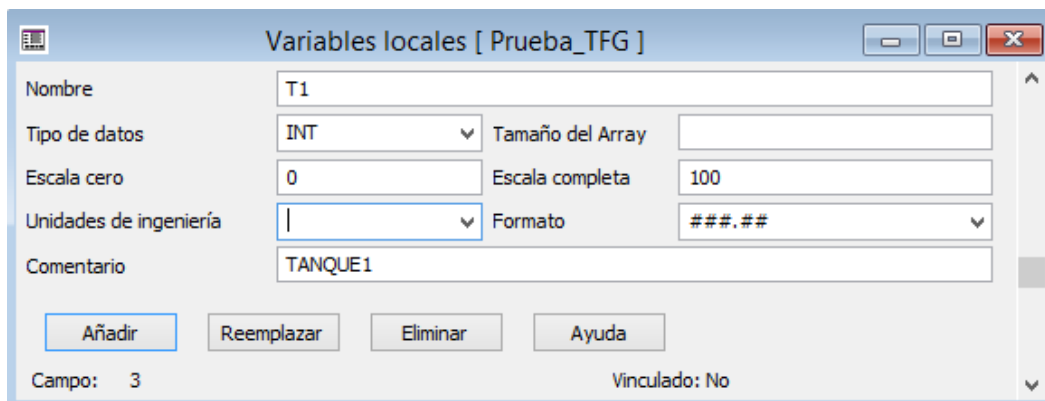 Variables locales [ Prueba_TFG ]
Nombre T1
Tipo de datos INT Tamaño del Array
Escala cero 0 Escala completa 100
Unidades de ingeniería Formato ###.##
Comentario TANQUE1
Añadir Reemplazar Eliminar Ayuda
Campo: 3 Vinculado: No